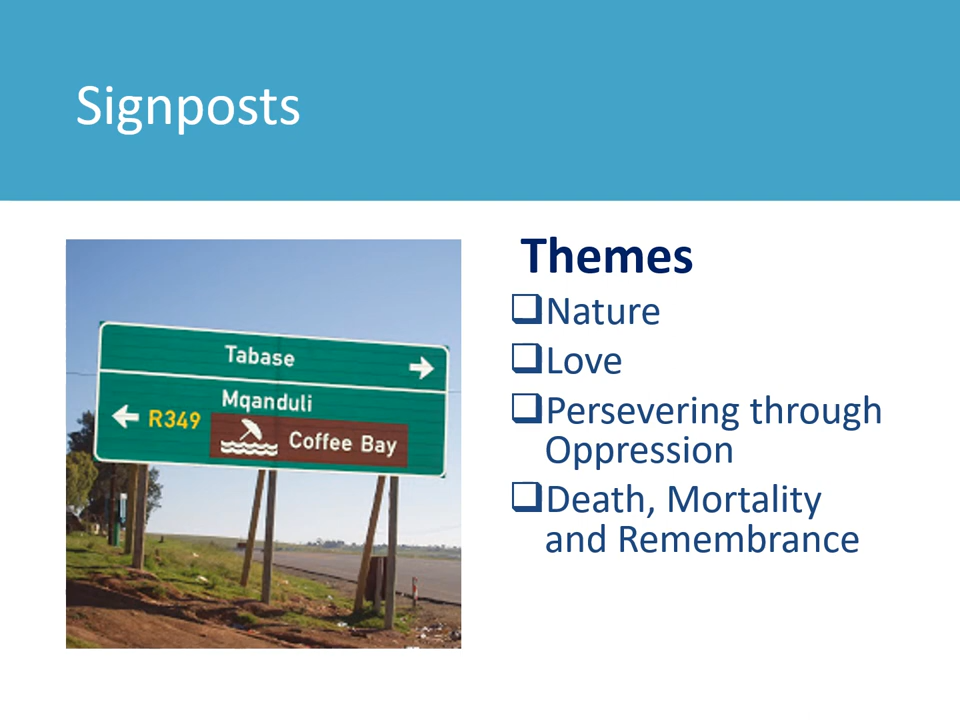 Signposts
Tabase
Mqanduli
R349
Coffee Bay
Themes
Nature
Love
Persevering through
Oppression
Death, Mortality
and Remembrance